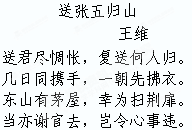 送张五归山
王维
送君尽惆怅，复送何人归。
几日同携手，一朝先拂衣。
东山有茅屋，幸为扫荆扉。
当亦谢官去，岂令心事违。